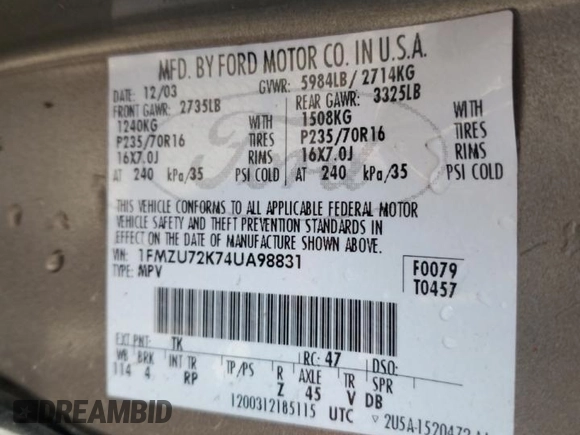 MFD. BY FORD MOTOR CO. IN U.S.A.
DATE: 12/03 GVWR: 5984LB / 2714KG
FRONT GAWR: 2735LB REAR GAWR: 3325LB
1240KG WITH 1508KG WITH
P235/70R16 TIRES P235/70R16 TIRES
16X7.0J RIMS 16X7.0J RIMS
AT 240 kPa/35 PSI COLD AT 240 kPa/35 PSI COLD
Ford
THIS VEHICLE CONFORMS TO ALL APPLICABLE FEDERAL MOTOR
VEHICLE SAFETY AND THEFT PREVENTION STANDARDS IN
EFFECT ON THE DATE OF MANUFACTURE SHOWN ABOVE.
VIN: 1FMZU72K74UA98831 F0079
TYPE: MPV T0457
EXT PNT: TK RC: 47 DSO:
WB BRK INT TR TP/PS R AXLE TR SPR
114 4 RP Z 45 V DB
1200312185115 UTC
DREAMBID